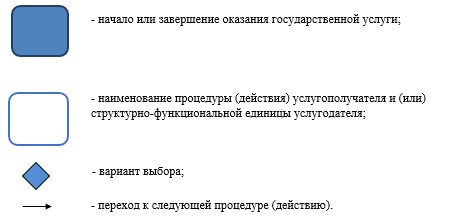 - начало или завершение оказания государственной услуги;
- наименование процедуры (действия) услугополучателя и (или)
структурно-функциональной единицы услугодателя;
- вариант выбора;
- переход к следующей процедуре (действию).